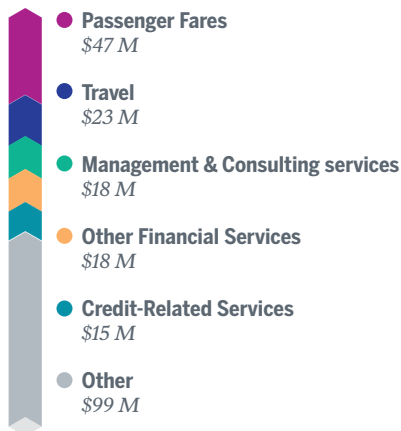 Passenger Fares
$47 M
Travel
$23 M
Management & Consulting services
$18 M
Other Financial Services
$18 M
Credit-Related Services
$15 M
Other
$99 M